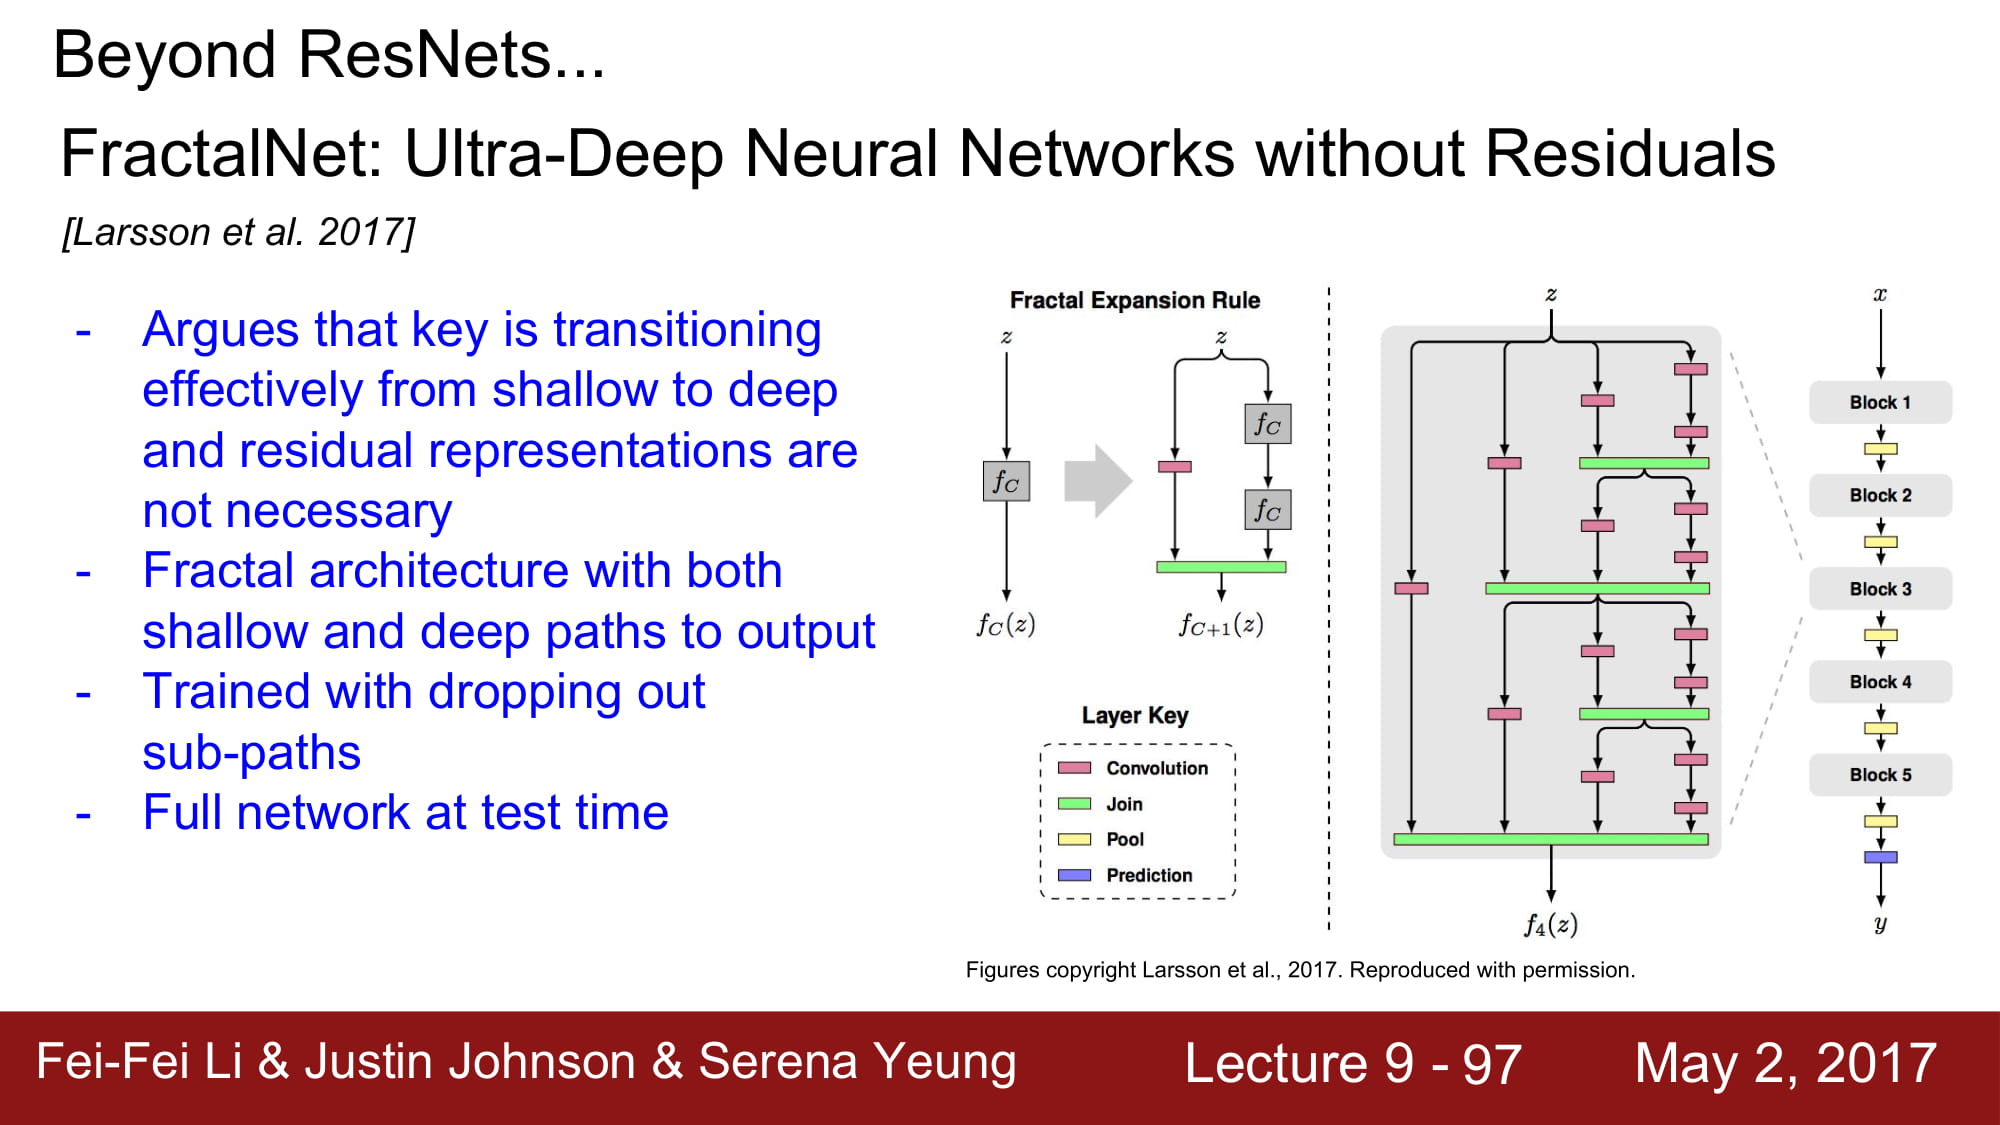 Beyond ResNets...
FractalNet: Ultra-Deep Neural Networks without Residuals
[Larsson et al. 2017]
- Argues that key is transitioning
effectively from shallow to deep
and residual representations are
not necessary
- Fractal architecture with both
shallow and deep paths to output
- Trained with dropping out
sub-paths
- Full network at test time
Fractal Expansion Rule
z
z
f_C
f_C
f_C
f_C(z)
f_{C+1}(z)
Layer Key
Convolution
Join
Pool
Prediction
z
f_4(z)
x
Block 1
Block 2
Block 3
Block 4
Block 5
y
Figures copyright Larsson et al., 2017. Reproduced with permission.
Fei-Fei Li & Justin Johnson & Serena Yeung
Lecture 9 - 97
May 2, 2017